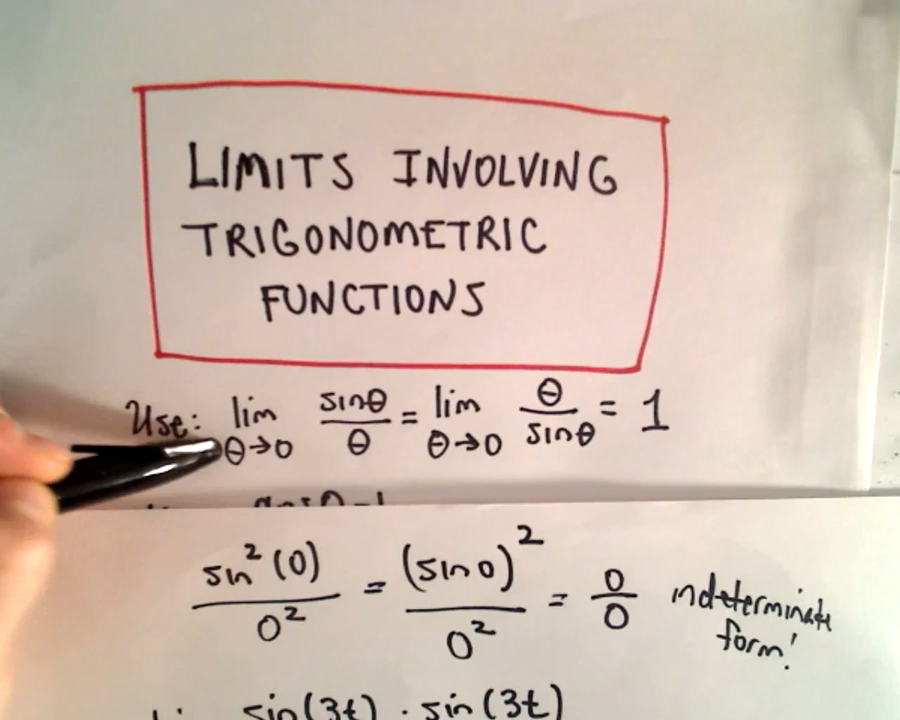 LIMITS INVOLVING
TRIGONOMETRIC
FUNCTIONS
Use: lim θ→0 sinθ/θ = lim θ→0 θ/sinθ = 1
sin²(0)/0² = (sin 0)²/0² = 0/0 indeterminate form!
sin(3t) · sin(3t)